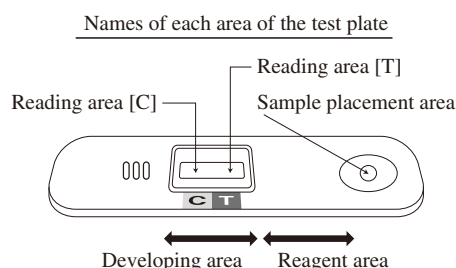 Names of each area of the test plate
Reading area [T]
Reading area [C]
Sample placement area
C T
Developing area
Reagent area